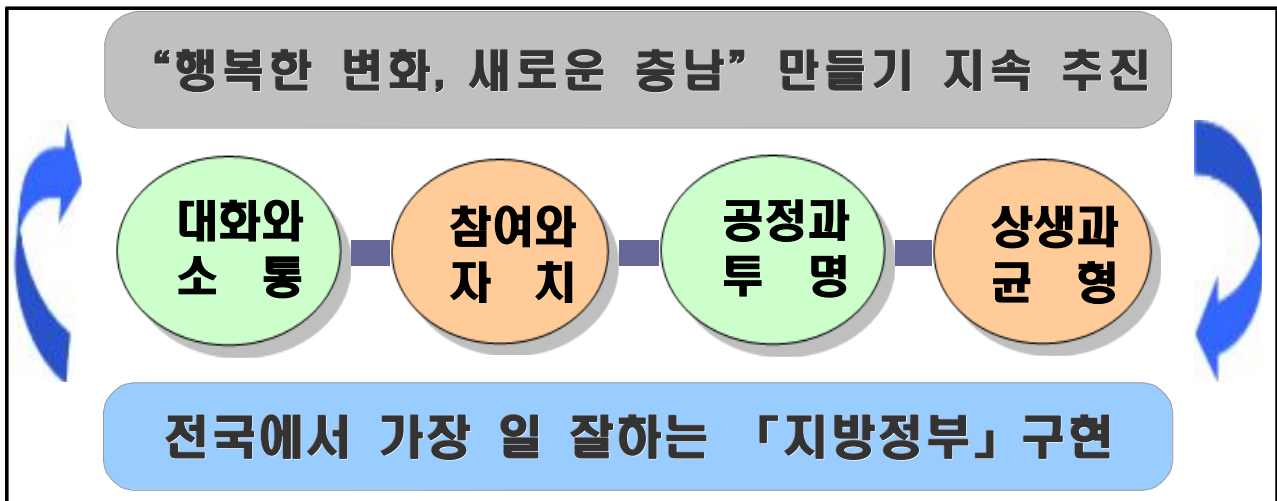 “행복한 변화, 새로운 충남” 만들기 지속 추진
대화와
소 통
참여와
자 치
공정과
투 명
상생과
균 형
전국에서 가장 일 잘하는 「지방정부」 구현